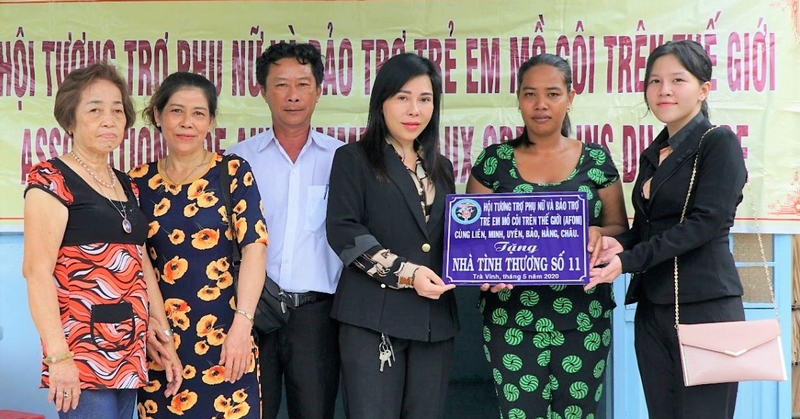 HỘI TƯƠNG TRỢ PHỤ NỮ VÀ BẢO TRỢ TRẺ EM MỒ CÔI TRÊN THẾ GIỚI
DU
HỘI TƯƠNG TRỢ PHỤ NỮ VÀ BẢO TRỢ
TRẺ EM MỒ CÔI TRÊN THẾ GIỚI (AFOM)
CÙNG LIÊN, MINH, UYÊN, BẢO, HẰNG, CHÂU.
Tặng
NHÀ TÌNH THƯƠNG SỐ 11
Trà Vinh, tháng 5 năm 2020